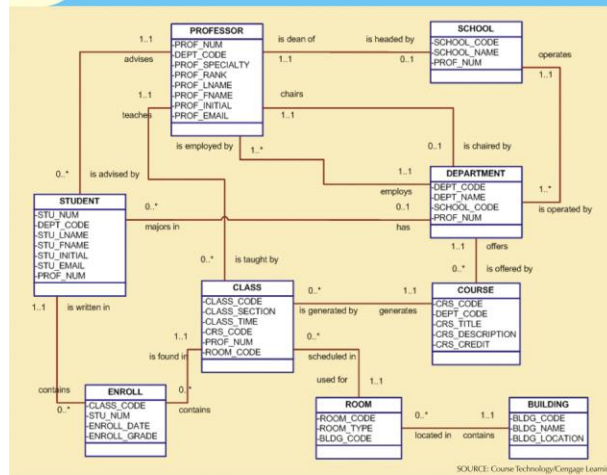 PROFESSOR
-PROF_NUM
-DEPT_CODE
-PROF_SPECIALTY
-PROF_RANK
-PROF_LNAME
-PROF_FNAME
-PROF_INITIAL
-PROF_EMAIL
SCHOOL
-SCHOOL_CODE
-SCHOOL_NAME
-PROF_NUM
1..1
advises
is dean of
1..1
is headed by
0..1
operates
1..1
1..1
teaches
chairs
1..1
is employed by
1..*
0..1
is chaired by
1..1
employs
DEPARTMENT
-DEPT_CODE
-DEPT_NAME
-SCHOOL_CODE
-PROF_NUM
1..*
is operated by
0..*
is advised by
STUDENT
-STU_NUM
-DEPT_CODE
-STU_LNAME
-STU_FNAME
-STU_INITIAL
-STU_EMAIL
-PROF_NUM
0..*
majors in
0..1
has
1..1
offers
0..*
is offered by
is taught by
0..*
CLASS
-CLASS_CODE
-CLASS_SECTION
-CLASS_TIME
-CRS_CODE
-PROF_NUM
-ROOM_CODE
0..*
is generated by
1..1
generates
COURSE
-CRS_CODE
-DEPT_CODE
-CRS_TITLE
-CRS_DESCRIPTION
-CRS_CREDIT
1..1
is written in
1..1
is found in
0..*
scheduled in
used for
1..1
contains
0..*
ENROLL
-CLASS_CODE
-STU_NUM
-ENROLL_DATE
-ENROLL_GRADE
0..*
contains
ROOM
-ROOM_CODE
-ROOM_TYPE
-BLDG_CODE
0..*
located in
1..1
contains
BUILDING
-BLDG_CODE
-BLDG_NAME
-BLDG_LOCATION
SOURCE: Course Technology/Cengage Learni